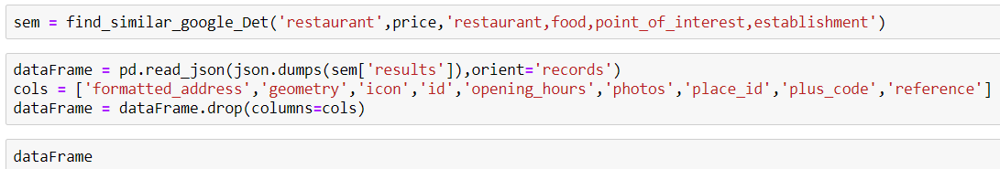 sem = find_similar_google_Det('restaurant',price,'restaurant,food,point_of_interest,establishment')
dataFrame = pd.read_json(json.dumps(sem['results']),orient='records')
cols = ['formatted_address','geometry','icon','id','opening_hours','photos','place_id','plus_code','reference']
dataFrame = dataFrame.drop(columns=cols)
dataFrame